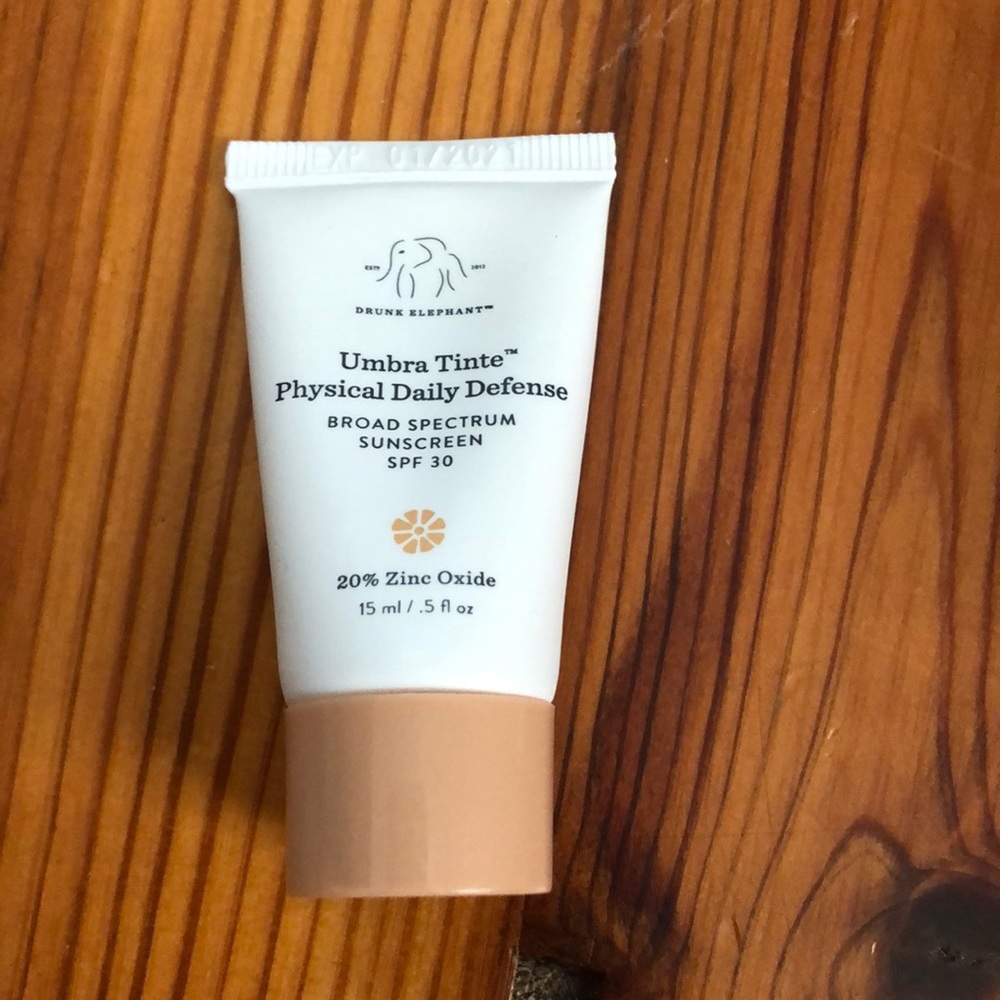 EXP 01/2021
ESTD 2012
DRUNK ELEPHANT™
Umbra Tinte™
Physical Daily Defense
BROAD SPECTRUM
SUNSCREEN
SPF 30
20% Zinc Oxide
15 ml / .5 fl oz